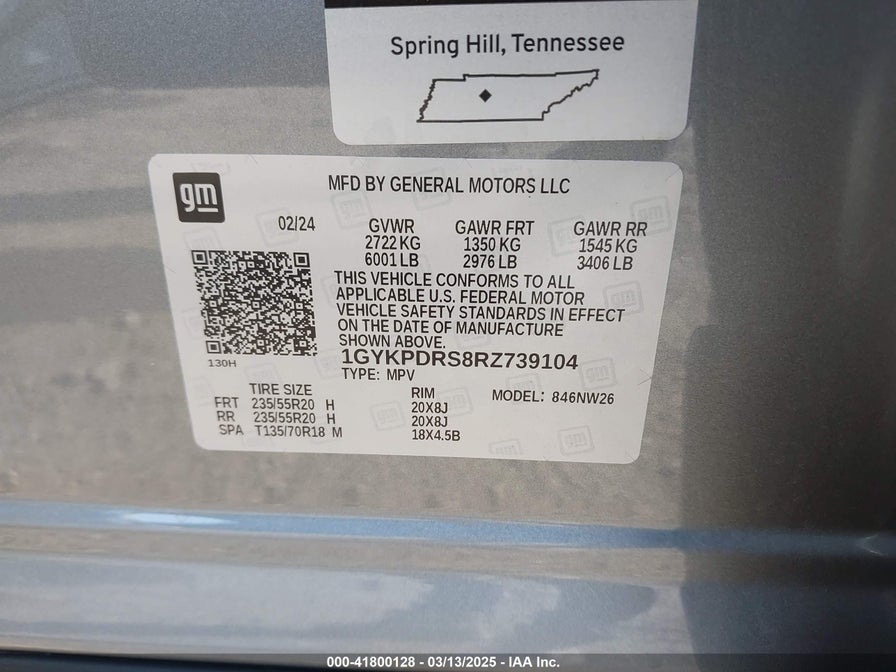 Spring Hill, Tennessee
gm
MFD BY GENERAL MOTORS LLC
02/24 GVWR GAWR FRT GAWR RR
2722 KG 1350 KG 1545 KG
6001 LB 2976 LB 3406 LB
THIS VEHICLE CONFORMS TO ALL
APPLICABLE U.S. FEDERAL MOTOR
VEHICLE SAFETY STANDARDS IN EFFECT
ON THE DATE OF MANUFACTURE
SHOWN ABOVE.
130H
1GYKPDRS8RZ739104
TYPE: MPV
TIRE SIZE RIM MODEL: 846NW26
FRT 235/55R20 H 20X8J
RR 235/55R20 H 20X8J
SPA T135/70R18 M 18X4.5B
000-41800128 - 03/13/2025 - IAA Inc.